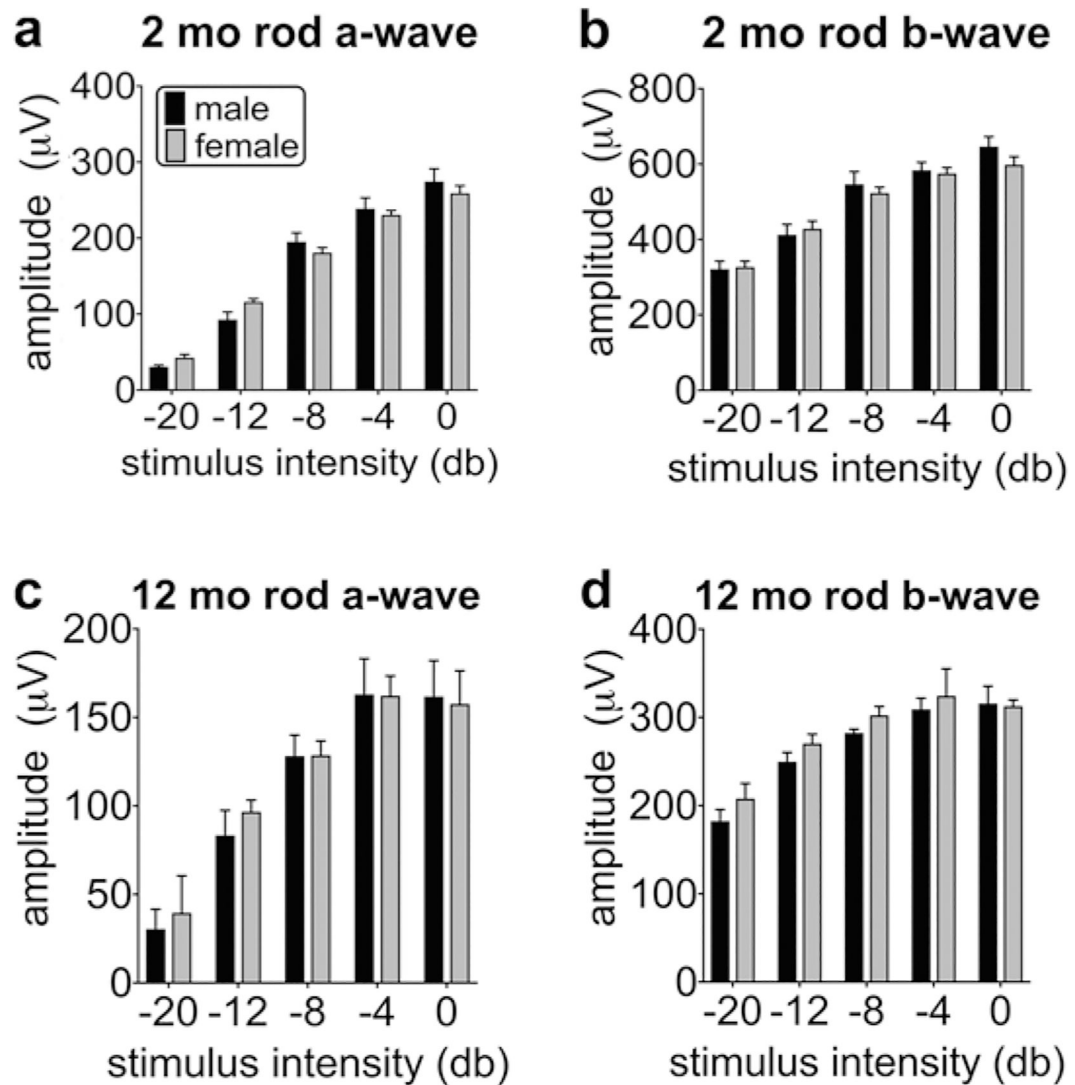 a 2 mo rod a-wave
amplitude (µV)
400
300
200
100
0
male
female
-20 -12 -8 -4 0
stimulus intensity (db)
b 2 mo rod b-wave
amplitude (µV)
800
600
400
200
0
-20 -12 -8 -4 0
stimulus intensity (db)
c 12 mo rod a-wave
amplitude (µV)
200
150
100
50
0
-20 -12 -8 -4 0
stimulus intensity (db)
d 12 mo rod b-wave
amplitude (µV)
400
300
200
100
0
-20 -12 -8 -4 0
stimulus intensity (db)